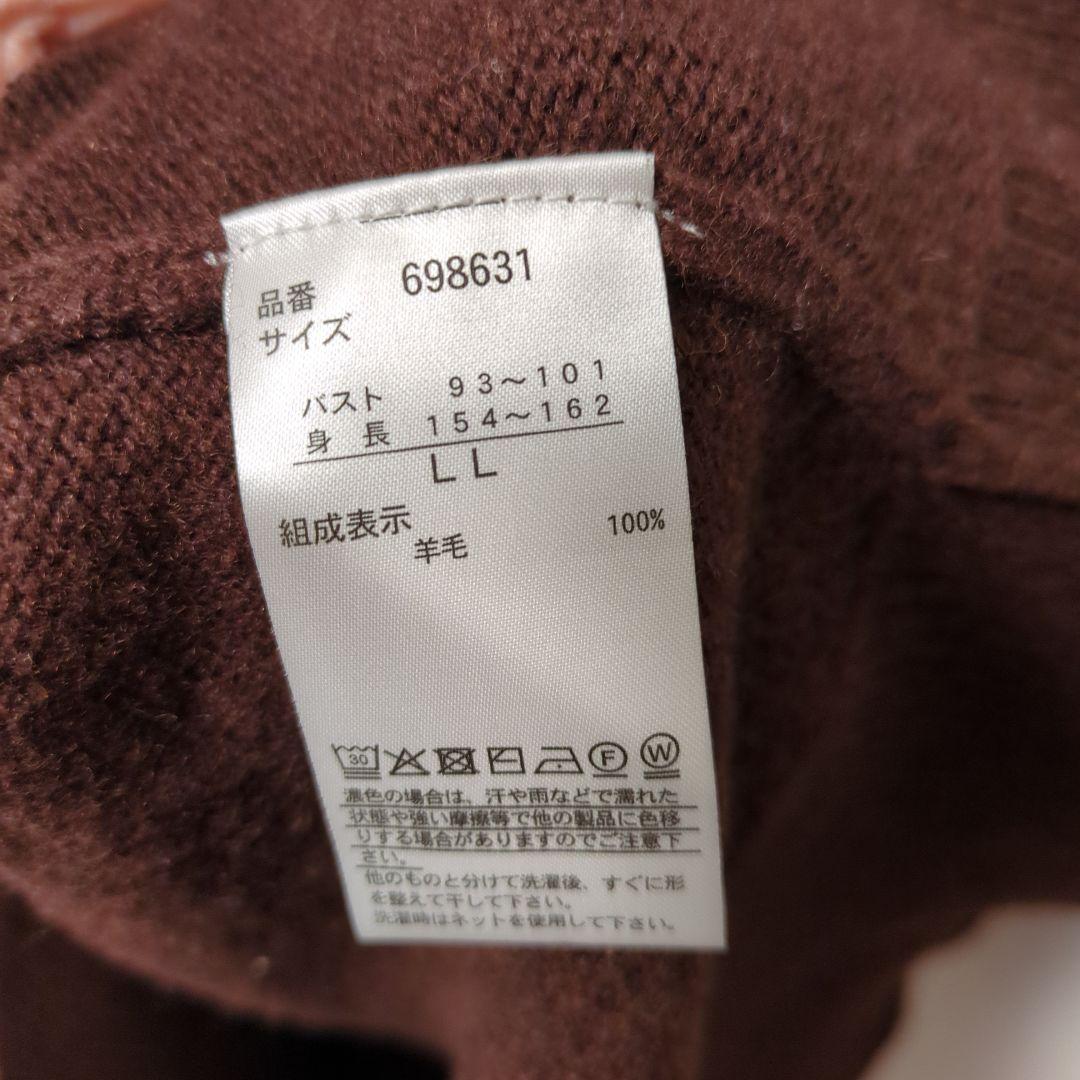 品番 698631
サイズ
バスト 93～101
身長 154～162
LL
組成表示
羊毛 100%
30 F W
濃色の場合は、汗や雨などで濡れた
状態や強い摩擦等で他の製品に色移
りする場合がありますのでご注意下
さい。
他のものと分けて洗濯後、すぐに形
を整えて干して下さい。
洗濯時はネットを使用して下さい。